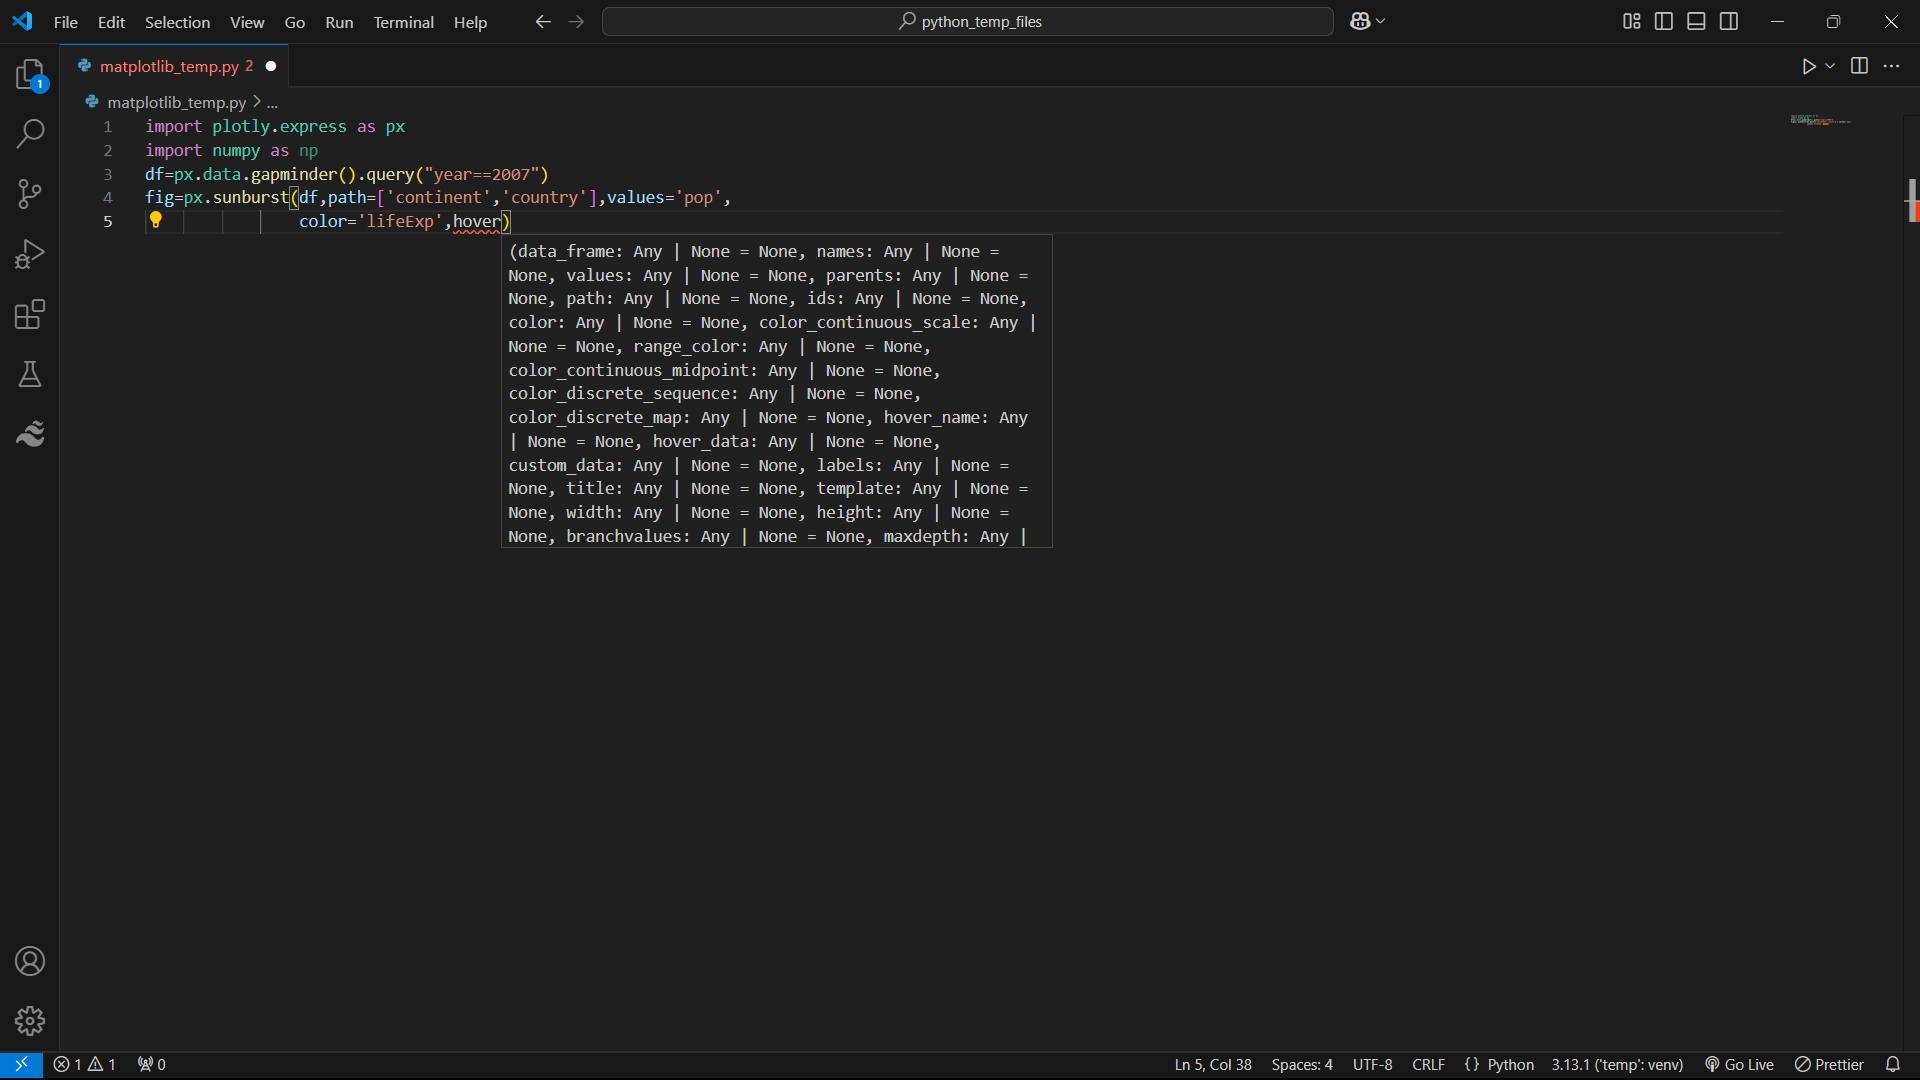 File Edit Selection View Go Run Terminal Help
python_temp_files
matplotlib_temp.py 2
1
matplotlib_temp.py > ...
1 import plotly.express as px
2 import numpy as np
3 df=px.data.gapminder().query("year==2007")
4 fig=px.sunburst(df,path=['continent','country'],values='pop',
5 color='lifeExp',hover)
(data_frame: Any | None = None, names: Any | None =
None, values: Any | None = None, parents: Any | None =
None, path: Any | None = None, ids: Any | None = None,
color: Any | None = None, color_continuous_scale: Any |
None = None, range_color: Any | None = None,
color_continuous_midpoint: Any | None = None,
color_discrete_sequence: Any | None = None,
color_discrete_map: Any | None = None, hover_name: Any
| None = None, hover_data: Any | None = None,
custom_data: Any | None = None, labels: Any | None =
None, title: Any | None = None, template: Any | None =
None, width: Any | None = None, height: Any | None =
None, branchvalues: Any | None = None, maxdepth: Any |
1 1 0 Ln 5, Col 38 Spaces: 4 UTF-8 CRLF {} Python 3.13.1 ('temp': venv) Go Live Prettier